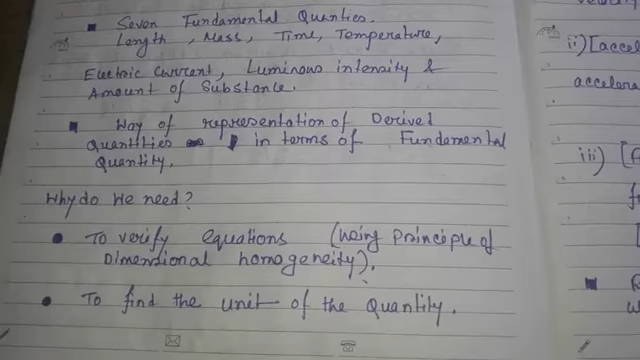 Seven Fundamental Quanties.
Length, Mass, Time, Temperature,
Electric current, Luminous intensity &
Amount of Substance.
Way of representation of Derived
Quantities in terms of Fundemental
Quantity.
Why do we need?
To verify equations (using principle of
Dimensional homogeneity).
To find the unit of the Quantity.
ii) [accel
accelera
iii)